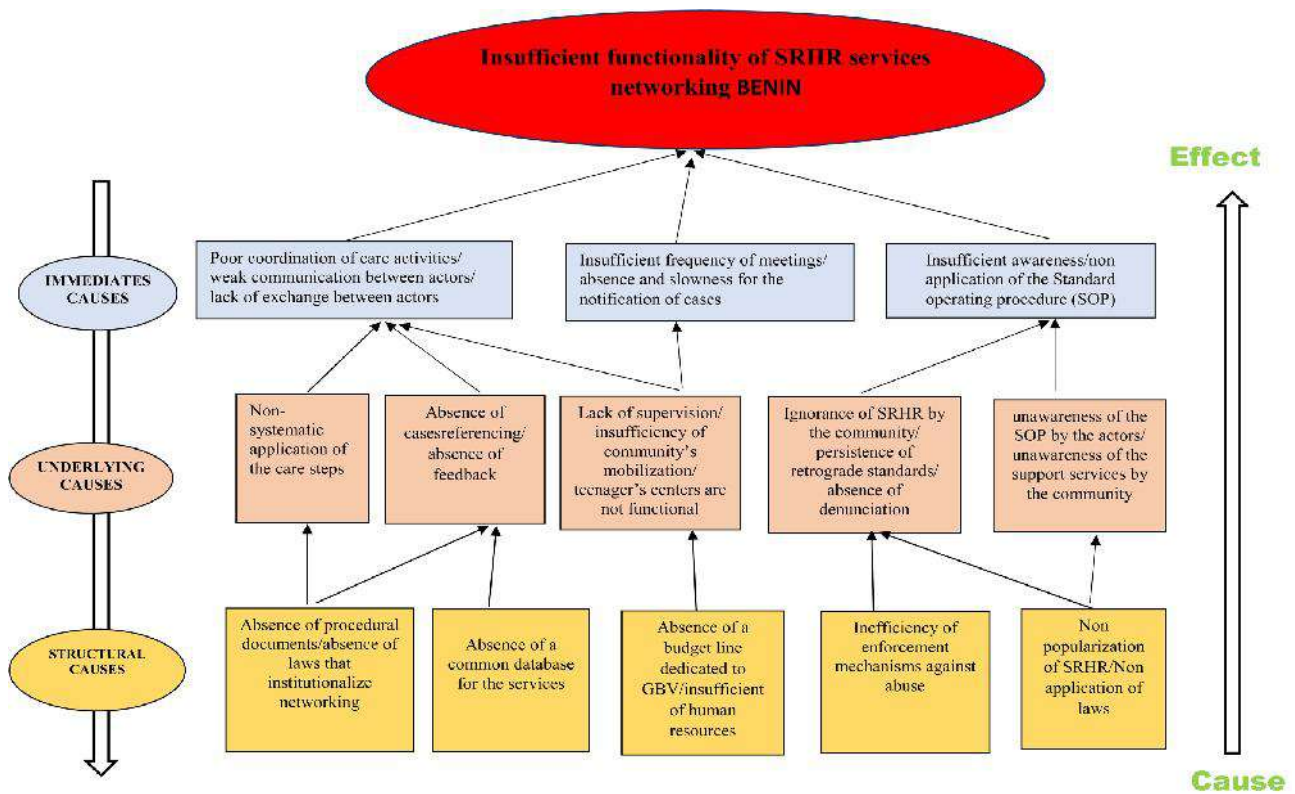 Insufficient functionality of SRHR services
networking BENIN
Effect
IMMEDIATES
CAUSES
Poor coordination of care activities/
weak communication between actors/
lack of exchange between actors
Insufficient frequency of meetings/
absence and slowness for the
notification of cases
Insufficient awareness/non
application of the Standard
operating procedure (SOP)
UNDERLYING
CAUSES
Non-
systematic
application of
the care steps
Absence of
casesreferencing/
absence of
feedback
Lack of supervision/
insufficiency of
community's
mobilization/
teenager's centers are
not functional
Ignorance of SRHR by
the community/
persistence of
retrograde standards/
absence of
denunciation
unawareness of the
SOP by the actors/
unawareness of the
support services by
the community
STRUCTURAL
CAUSES
Absence of procedural
documents/absence of
laws that
institutionalize
networking
Absence of a
common database
for the services
Absence of a
budget line
dedicated to
GBV/insufficient
of human
resources
Inefficiency of
enforcement
mechanisms against
abuse
Non
popularization
of SRHR/Non
application of
laws
Cause